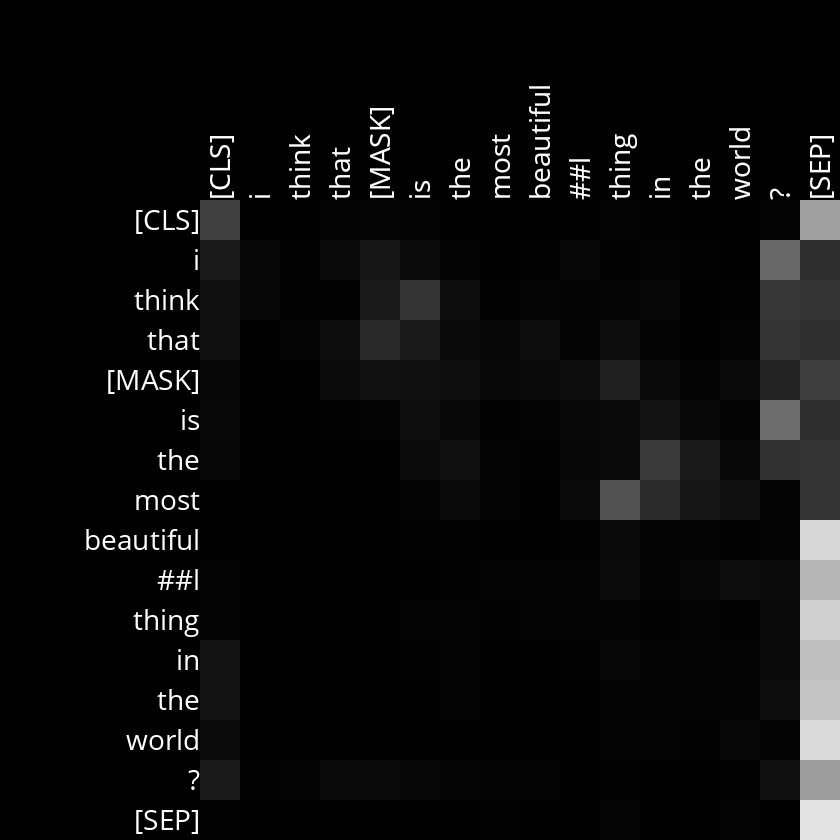 [CLS] i think that [MASK] is the most beautiful ##l thing in the world ? [SEP]
[CLS]
i
think
that
[MASK]
is
the
most
beautiful
##l
thing
in
the
world
?
[SEP]